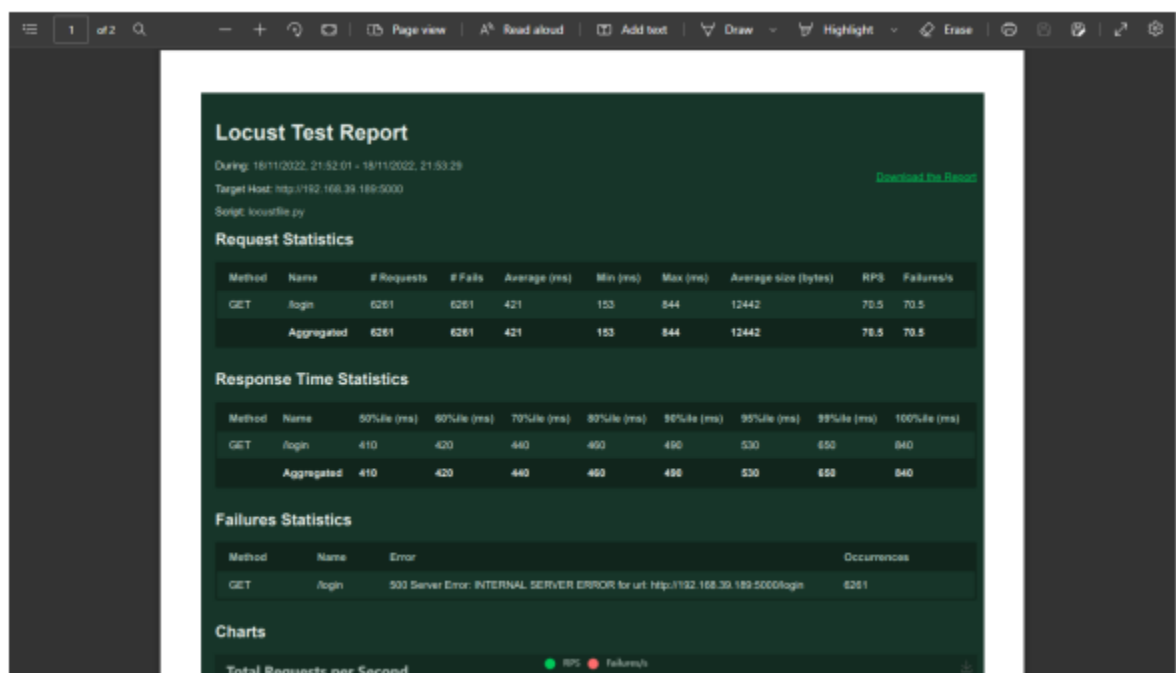 1 of 2 Page view Read aloud Add text Draw Highlight Erase
Locust Test Report
During: 18/11/2022, 21:52:01 - 18/11/2022, 21:53:29
Download the Report
Target Host: http://192.168.39.189:5000
Script: locustfile.py
Request Statistics
Method Name # Requests # Fails Average (ms) Min (ms) Max (ms) Average size (bytes) RPS Failures/s
GET /login 6261 6261 421 153 844 12442 70.5 70.5
Aggregated 6261 6261 421 153 844 12442 70.5 70.5
Response Time Statistics
Method Name 50%ile (ms) 60%ile (ms) 70%ile (ms) 80%ile (ms) 90%ile (ms) 95%ile (ms) 99%ile (ms) 100%ile (ms)
GET /login 410 420 440 460 490 530 650 840
Aggregated 410 420 440 460 490 530 650 840
Failures Statistics
Method Name Error Occurrences
GET /login 500 Server Error: INTERNAL SERVER ERROR for url: http://192.168.39.189:5000/login 6261
Charts
Total Requests per Second RPS Failures/s